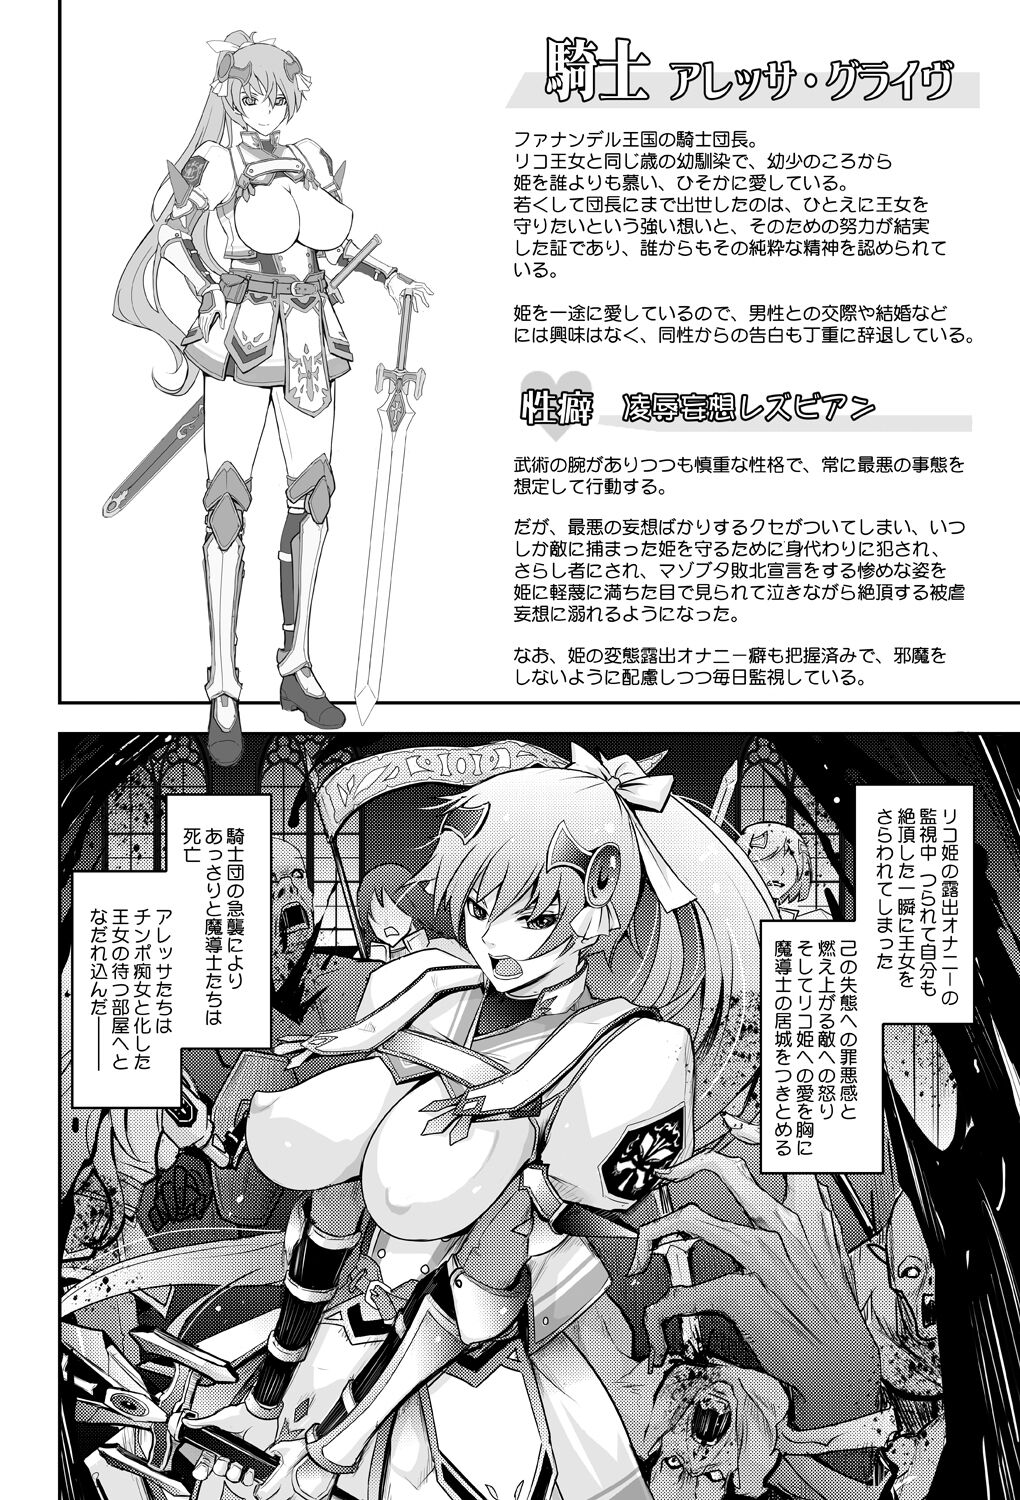 騎士 アレッサ・グライヴ
ファナンデル王国の騎士団長。
リコ王女と同じ歳の幼馴染で、幼少のころから
姫を誰よりも慕い、ひそかに愛している。
若くして団長にまで出世したのは、ひとえに王女を
守りたいという強い想いと、そのための努力が結実
した証であり、誰からもその純粋な精神を認められて
いる。
姫を一途に愛しているので、男性との交際や結婚など
には興味はなく、同性からの告白も丁重に辞退している。
性癖 凌辱妄想レズビアン
武術の腕がありつつも慎重な性格で、常に最悪の事態を
想定して行動する。
だが、最悪の妄想ばかりするクセがついてしまい、いつ
しか敵に捕まった姫を守るために身代わりに犯され、
さらし者にされ、マゾブタ敗北宣言をする惨めな姿を
姫に軽蔑に満ちた目で見られて泣きながら絶頂する被虐
妄想に溺れるようになった。
なお、姫の変態露出オナニー癖も把握済みで、邪魔を
しないように配慮しつつ毎日監視している。
リコ姫の露出オナニーの
監視中 つられて自分も
絶頂した一瞬に王女を
さらわれてしまった
己の失態への罪悪感と
燃え上がる敵への怒り
そしてリコ姫への愛を胸に
魔導士の居城をつきとめる
騎士団の急襲により
あっさりと魔導士たちは
死亡
アレッサたちは
チンポ痴女と化した
王女の待つ部屋へと
なだれ込んだ――